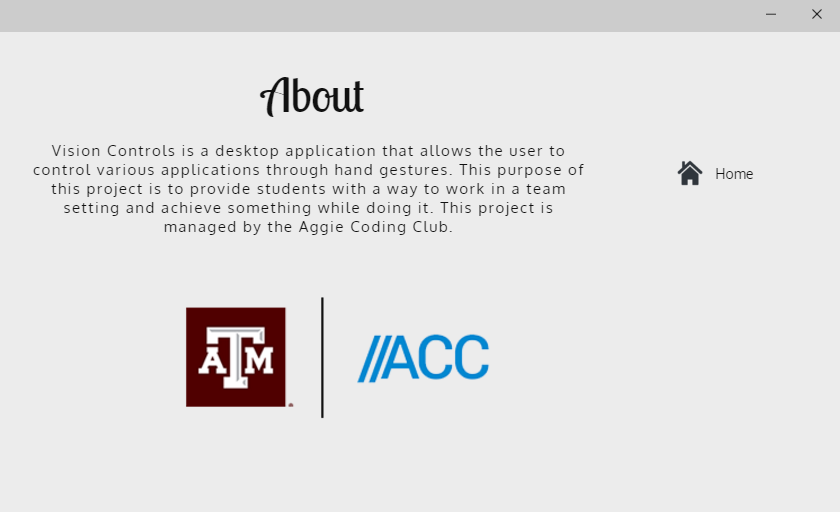 About
Vision Controls is a desktop application that allows the user to
control various applications through hand gestures. This purpose of
this project is to provide students with a way to work in a team
setting and achieve something while doing it. This project is
managed by the Aggie Coding Club.
Home
ATM
//ACC